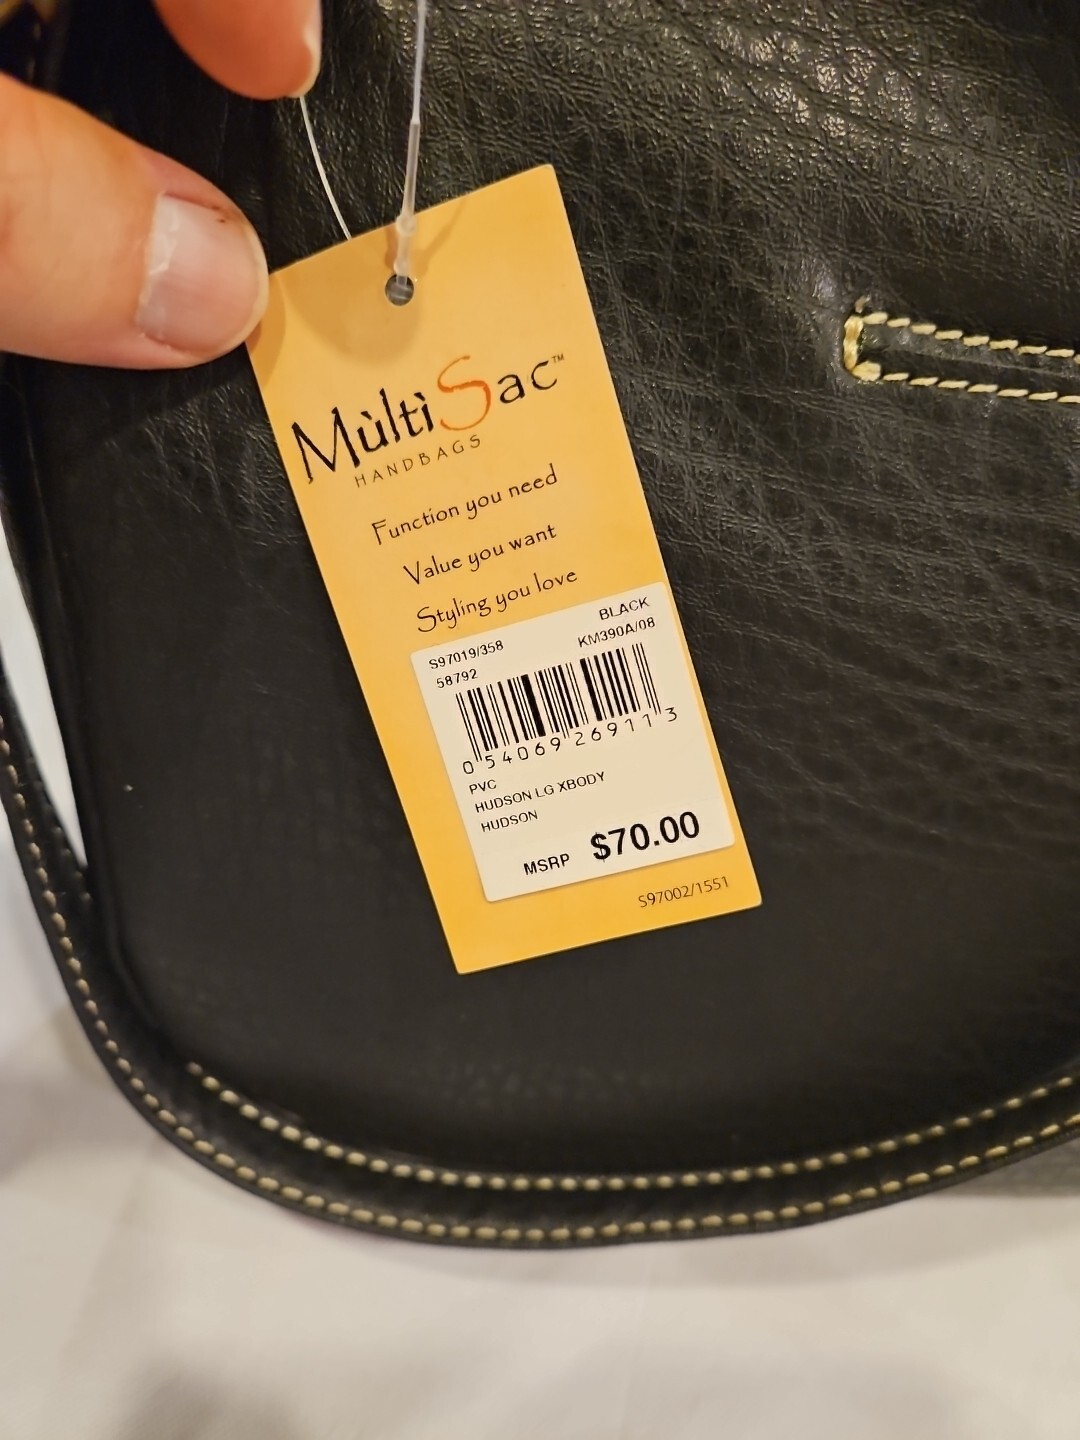 MùltiSac™
HANDBAGS
Function you need
Value you want
Styling you love
BLACK
S97019/358 KM390A/08
58792
0 54069 26911 3
PVC
HUDSON LG XBODY
HUDSON
MSRP $70.00
S97002/1551